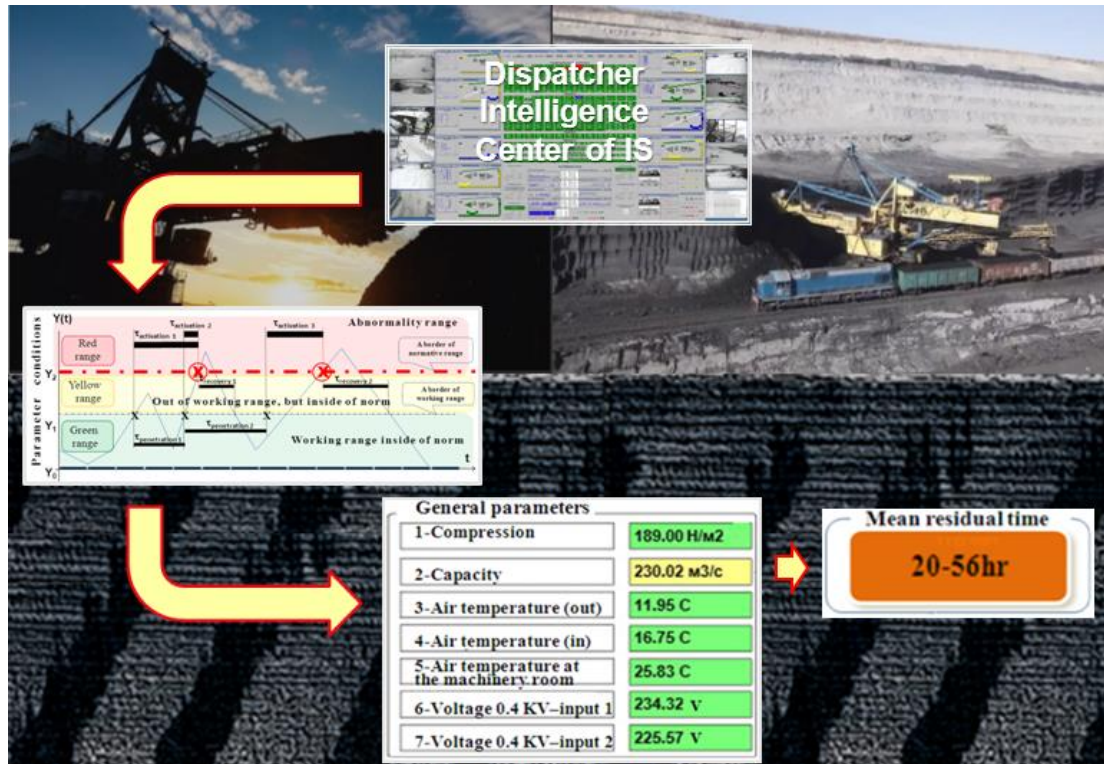 Dispatcher
Intelligence
Center of IS
Y(t)
Parameter conditions
Red
range
Yellow
range
Green
range
Y₁
Y₀
τactivation 1
τactivation 2
τactivation 3
Abnormality range
A border of
normative range
X
X
τrecovery 1
τrecovery 2
Out of working range, but inside of norm
A border of
working range
X
X
X
τpenetration 1
τpenetration 2
Working range inside of norm
t
General parameters
1-Compression
189.00 Н/м2
2-Capacity
230.02 м3/с
3-Air temperature (out)
11.95 C
4-Air temperature (in)
16.75 C
5-Air temperature at
the machinery room
25.83 C
6-Voltage 0.4 KV–input 1
234.32 V
7-Voltage 0.4 KV–input 2
225.57 V
Mean residual time
20-56hr